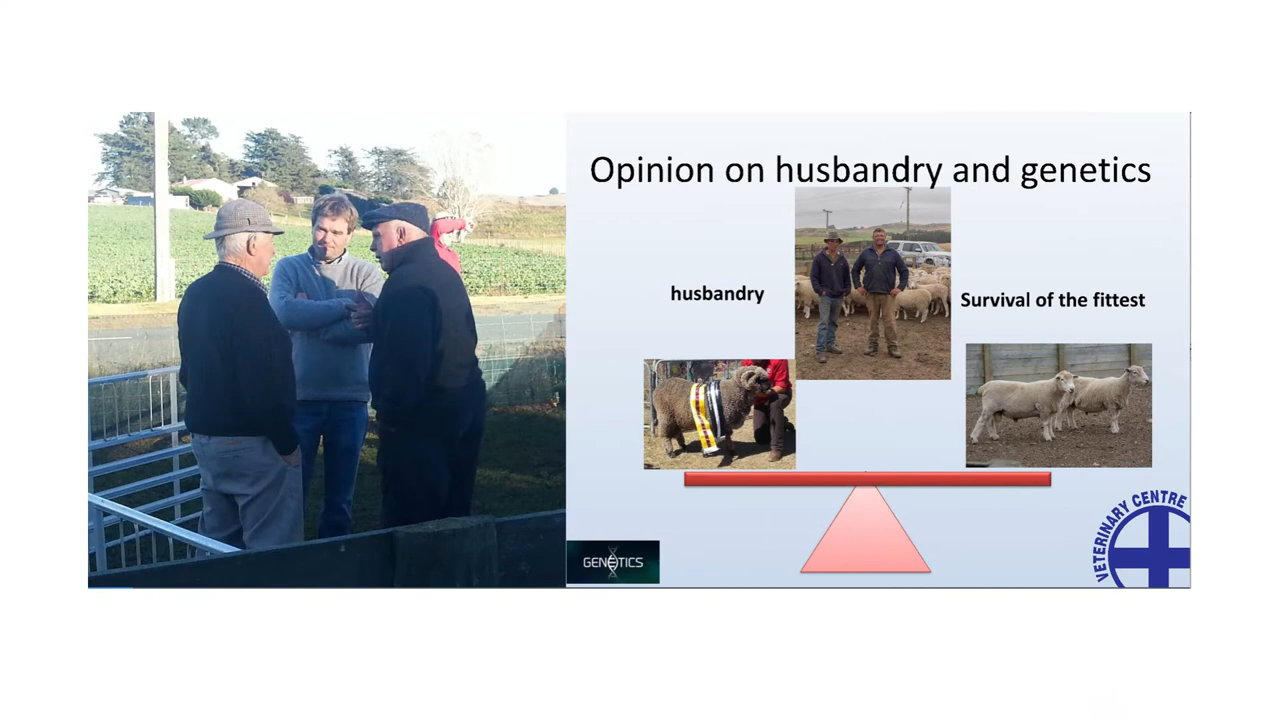 Opinion on husbandry and genetics
husbandry
Survival of the fittest
GENETICS
VETERINARY CENTRE